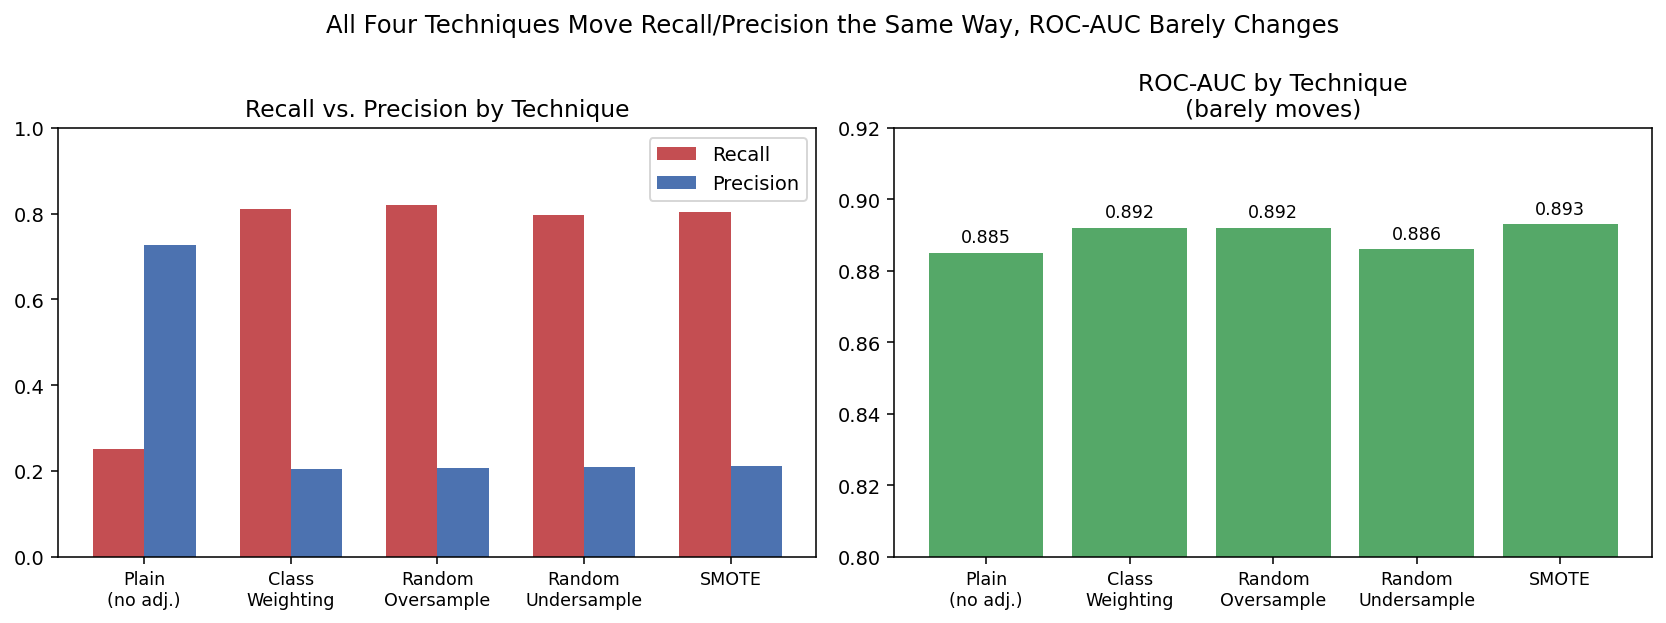 All Four Techniques Move Recall/Precision the Same Way, ROC-AUC Barely Changes
Recall vs. Precision by Technique
1.0
0.8
0.6
0.4
0.2
0.0
Recall
Precision
Plain
(no adj.)
Class
Weighting
Random
Oversample
Random
Undersample
SMOTE
ROC-AUC by Technique
(barely moves)
0.92
0.90
0.88
0.86
0.84
0.82
0.80
0.885
0.892
0.892
0.886
0.893
Plain
(no adj.)
Class
Weighting
Random
Oversample
Random
Undersample
SMOTE